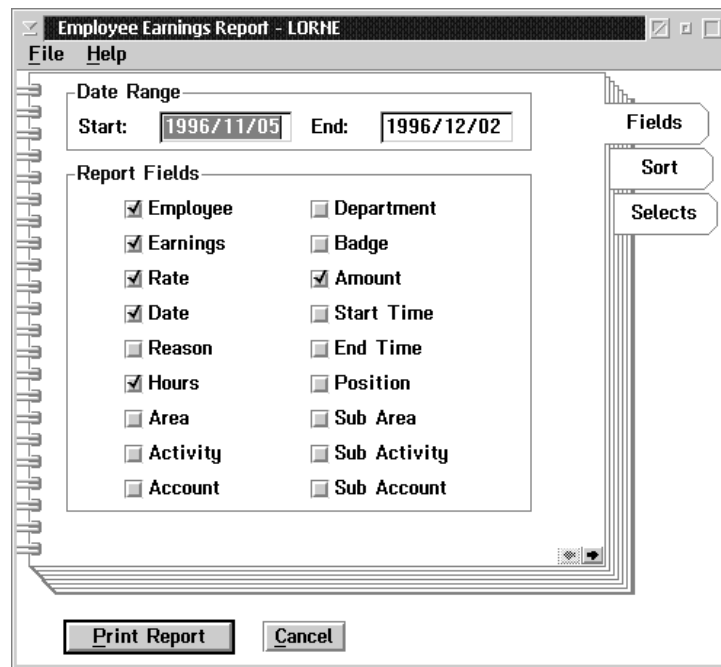 Employee Earnings Report - LORNE
File Help
Date Range
Start: 1996/11/05 End: 1996/12/02
Fields
Sort
Selects
Report Fields
Employee Department
Earnings Badge
Rate Amount
Date Start Time
Reason End Time
Hours Position
Area Sub Area
Activity Sub Activity
Account Sub Account
Print Report Cancel